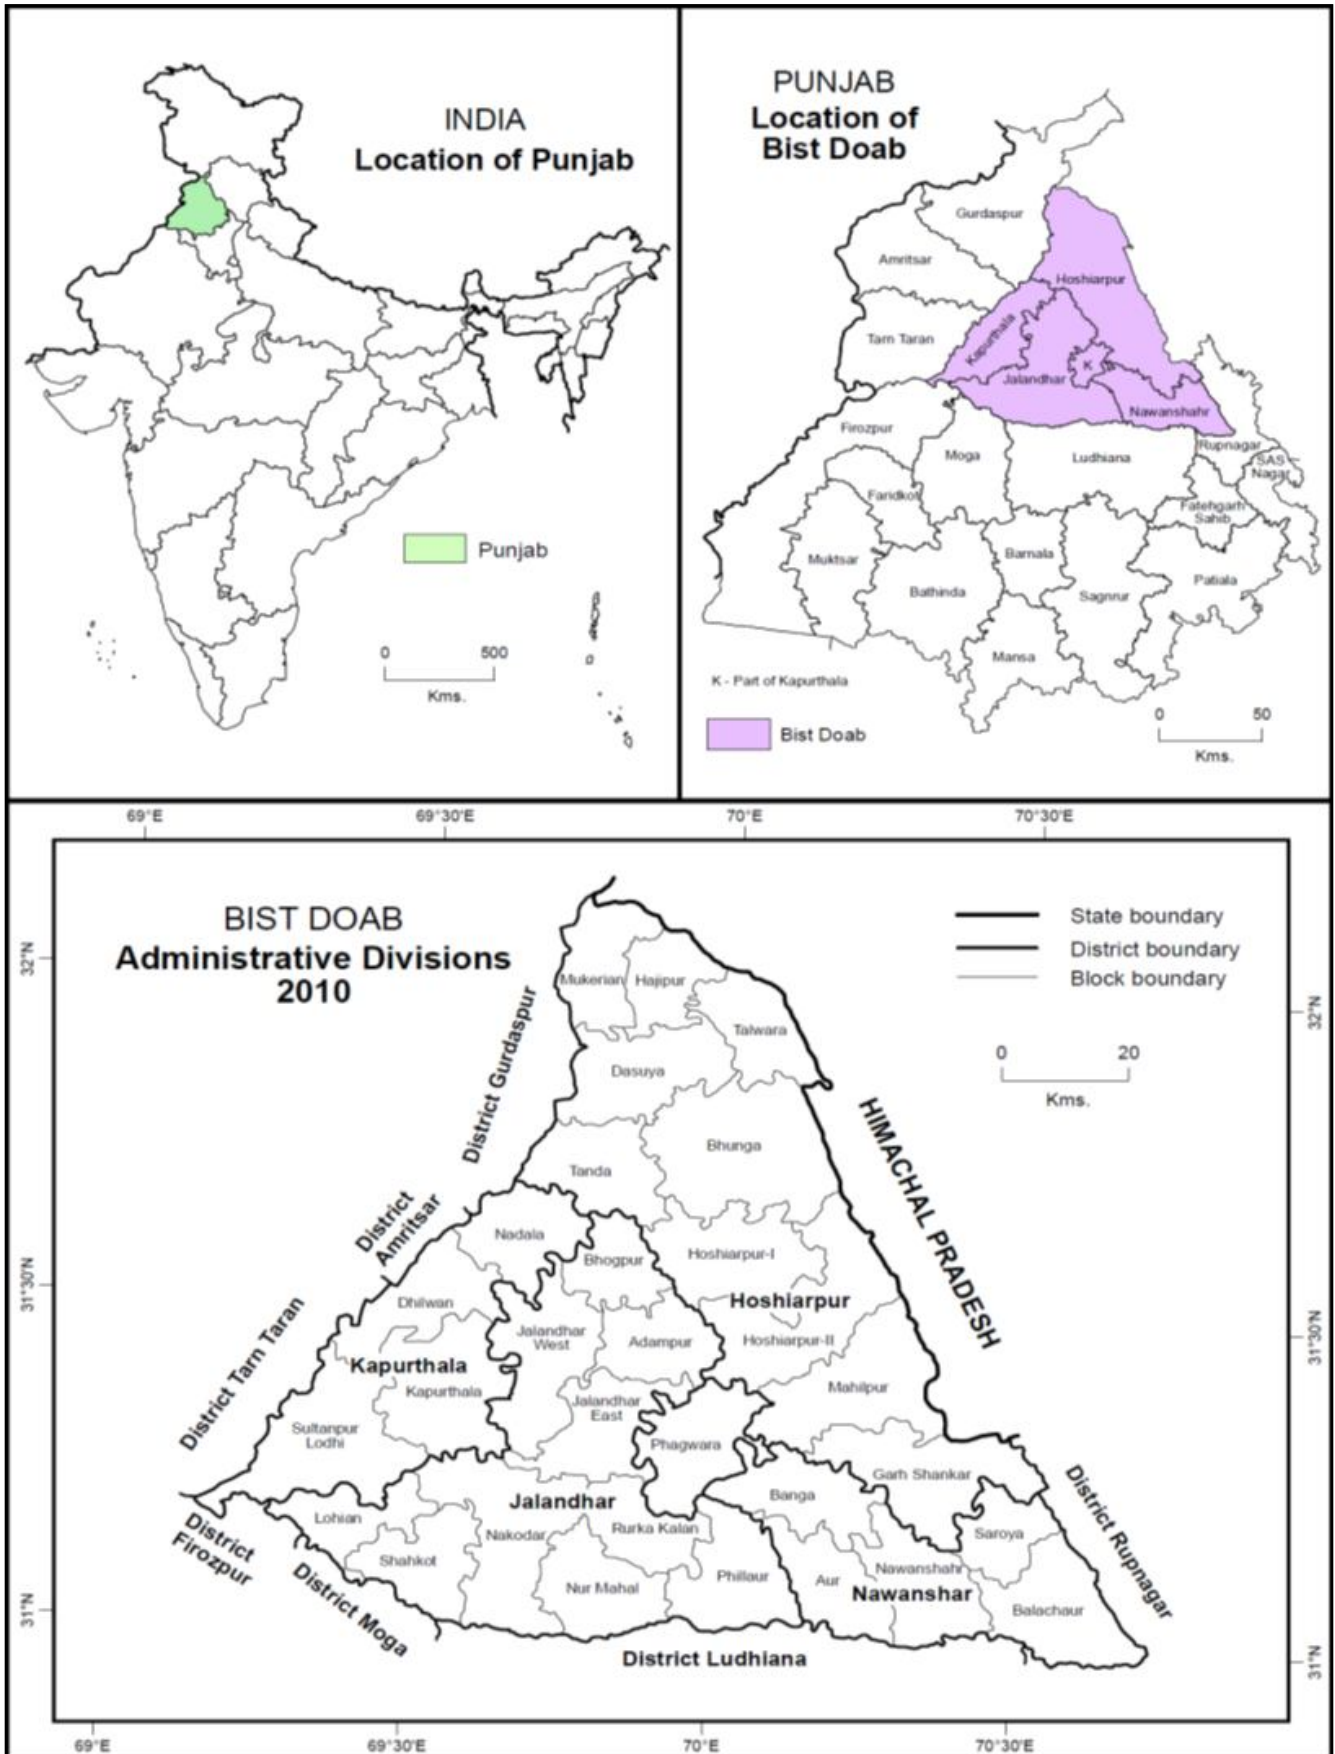 INDIA
Location of Punjab
Punjab
0 500
Kms.
PUNJAB
Location of
Bist Doab
Gurdaspur
Amritsar
Hoshiarpur
Tarn Taran
Kapurthala
K
Jalandhar
Nawanshahr
Firozpur
Rupnagar
Moga
Ludhiana
SAS
Nagar
Faridkot
Fatehgarh
Sahib
Muktsar
Barnala
Patiala
Bathinda
Sagnrur
Mansa
K - Part of Kapurthala
Bist Doab
0 50
Kms.
69°E 69°30'E 70°E 70°30'E
BIST DOAB
Administrative Divisions
2010
State boundary
District boundary
Block boundary
0 20
Kms.
32°N
32°N
31°30'N
31°30'N
31°N
31°N
Mukerian
Hajipur
Talwara
Dasuya
District Gurdaspur
Bhunga
Tanda
HIMACHAL PRADESH
District
Amritsar
Nadala
Bhogpur
Hoshiarpur-I
Dhilwan
Hoshiarpur
Jalandhar
West
Adampur
Hoshiarpur-II
District Tarn Taran
Kapurthala
Kapurthala
Mahilpur
Jalandhar
East
Sultanpur
Lodhi
Phagwara
Garh Shankar
Banga
Jalandhar
Lohian
Nakodar
Rurka Kalan
Saroya
District Rupnagar
District
Firozpur
Shahkot
Nur Mahal
Phillaur
Aur
Nawanshahr
Nawanshar
Balachaur
District Moga
District Ludhiana
69°E 69°30'E 70°E 70°30'E